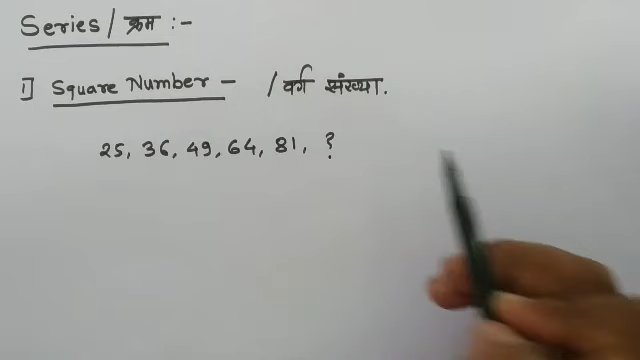 Series / क्रम :-
1] Square Number - / वर्ग संख्या.
25, 36, 49, 64, 81, ?